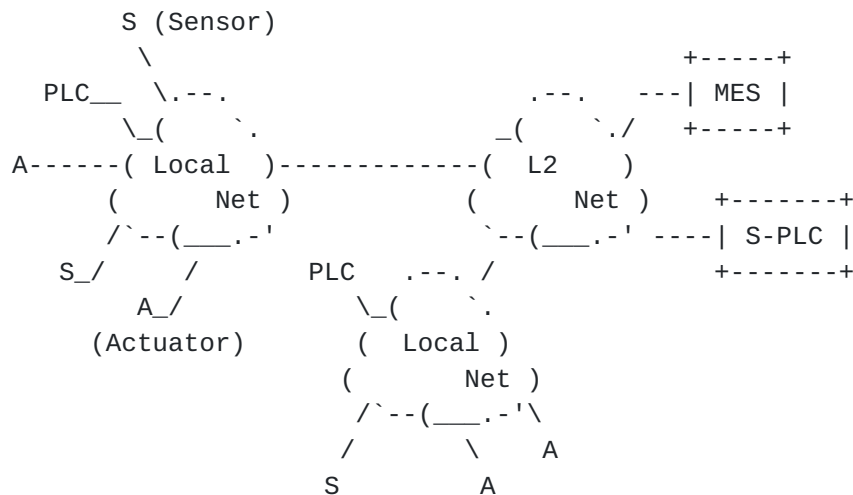 S (Sensor)
PLC MES
A Local L2
Net Net
S-PLC
S PLC
A
(Actuator) Local
Net
A
S A